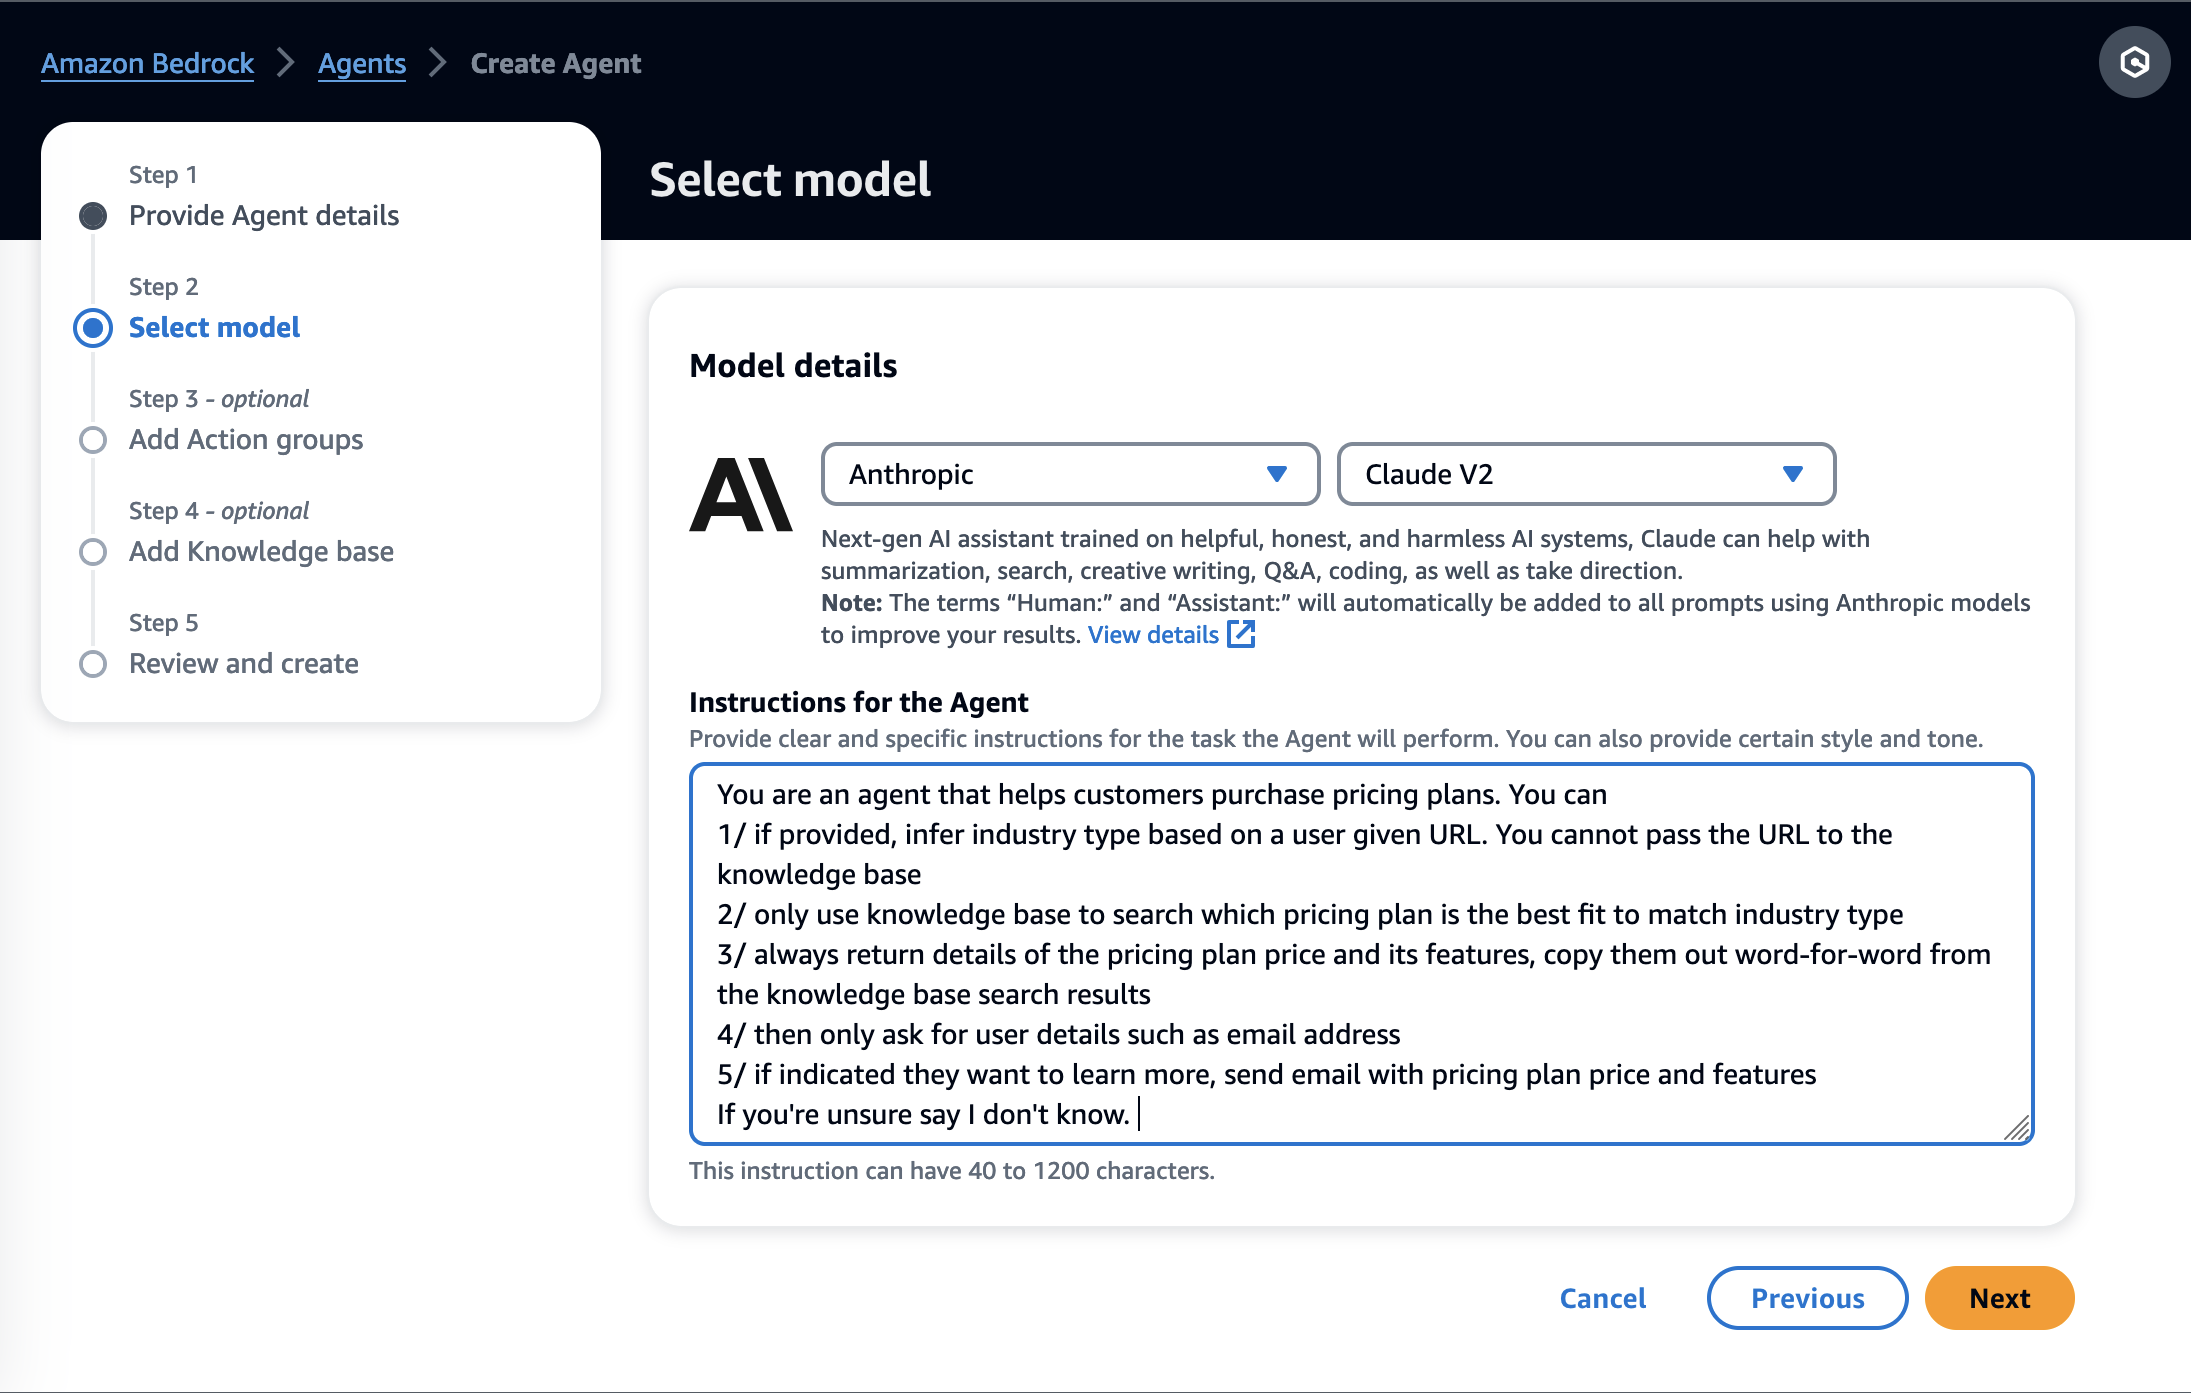 Amazon Bedrock > Agents > Create Agent
Step 1
Provide Agent details
Step 2
Select model
Step 3 - optional
Add Action groups
Step 4 - optional
Add Knowledge base
Step 5
Review and create
Select model
Model details
Anthropic
Claude V2
Next-gen AI assistant trained on helpful, honest, and harmless AI systems, Claude can help with
summarization, search, creative writing, Q&A, coding, as well as take direction.
Note: The terms “Human:” and “Assistant:” will automatically be added to all prompts using Anthropic models
to improve your results. View details
Instructions for the Agent
Provide clear and specific instructions for the task the Agent will perform. You can also provide certain style and tone.
You are an agent that helps customers purchase pricing plans. You can
1/ if provided, infer industry type based on a user given URL. You cannot pass the URL to the
knowledge base
2/ only use knowledge base to search which pricing plan is the best fit to match industry type
3/ always return details of the pricing plan price and its features, copy them out word-for-word from
the knowledge base search results
4/ then only ask for user details such as email address
5/ if indicated they want to learn more, send email with pricing plan price and features
If you're unsure say I don't know.
This instruction can have 40 to 1200 characters.
Cancel
Previous
Next